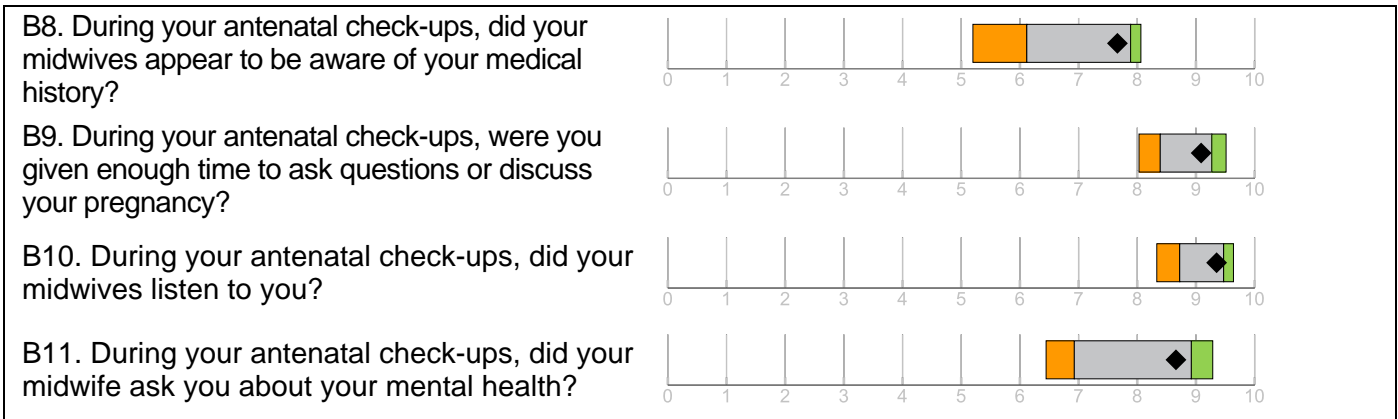 B8. During your antenatal check-ups, did your
midwives appear to be aware of your medical
history?
0 1 2 3 4 5 6 7 8 9 10
B9. During your antenatal check-ups, were you
given enough time to ask questions or discuss
your pregnancy?
0 1 2 3 4 5 6 7 8 9 10
B10. During your antenatal check-ups, did your
midwives listen to you?
0 1 2 3 4 5 6 7 8 9 10
B11. During your antenatal check-ups, did your
midwife ask you about your mental health?
0 1 2 3 4 5 6 7 8 9 10